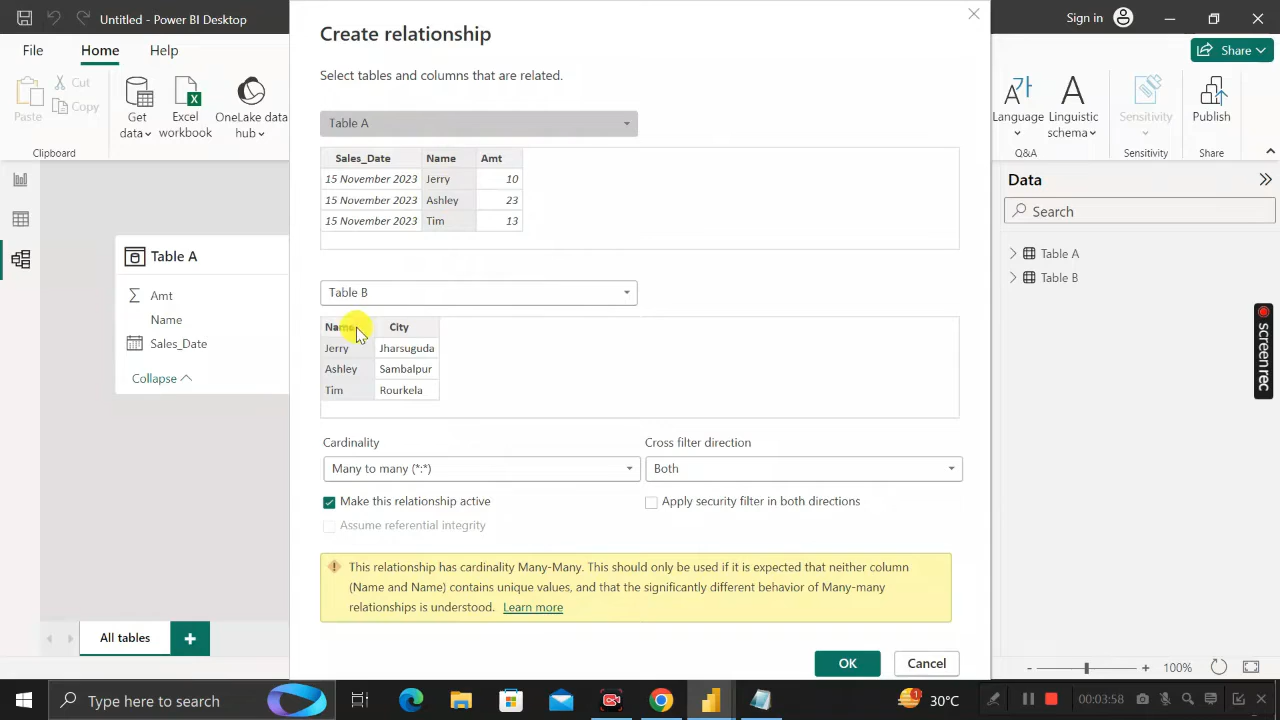 Untitled - Power BI Desktop
Sign in
File
Home
Help
Share
Paste
Cut
Copy
Get data
Excel workbook
OneLake data hub
Language
Linguistic schema
Sensitivity
Publish
Clipboard
Q&A
Sensitivity
Share
Table A
Amt
Name
Sales_Date
Collapse
All tables
Create relationship
Select tables and columns that are related.
Table A
Sales_Date Name Amt
15 November 2023 Jerry 10
15 November 2023 Ashley 23
15 November 2023 Tim 13
Table B
Name City
Jerry Jharsuguda
Ashley Sambalpur
Tim Rourkela
Cardinality
Many to many (*:*)
Cross filter direction
Both
Make this relationship active
Assume referential integrity
Apply security filter in both directions
This relationship has cardinality Many-Many. This should only be used if it is expected that neither column
(Name and Name) contains unique values, and that the significantly different behavior of Many-many
relationships is understood. Learn more
OK
Cancel
Data
Search
Table A
Table B
screenrec
100%
Type here to search
1
30°C
00:03:58